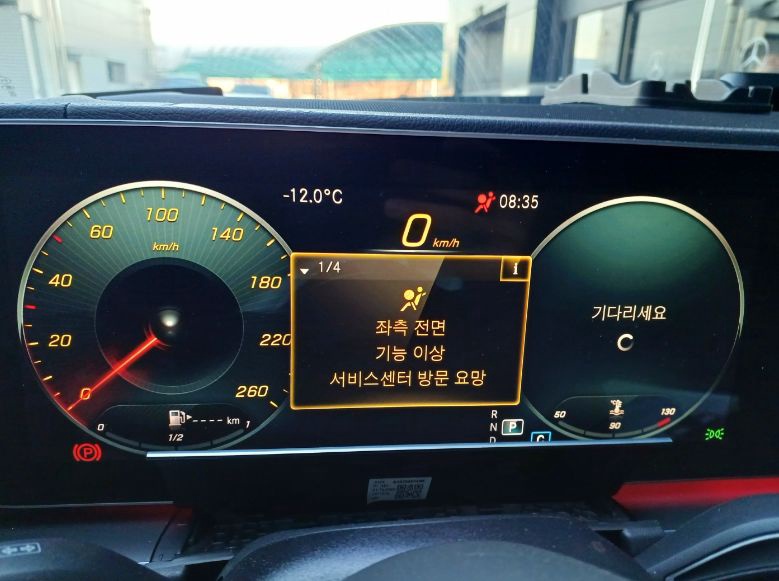 -12.0°C
08:35
0
km/h
100
60
140
km/h
40
180
20
220
0
260
0
1/2
1
---- km
1/4
i
좌측 전면
기능 이상
서비스센터 방문 요망
기다리세요
50
90
130
R
N
P
D
C
P